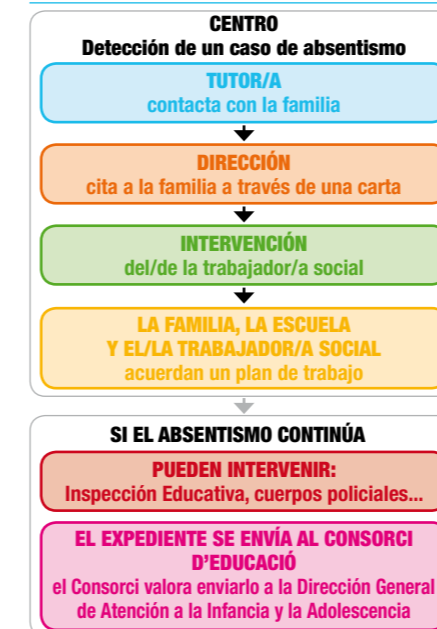 CENTRO
Detección de un caso de absentismo
TUTOR/A
contacta con la familia
DIRECCIÓN
cita a la familia a través de una carta
INTERVENCIÓN
del/de la trabajador/a social
LA FAMILIA, LA ESCUELA
Y EL/LA TRABAJADOR/A SOCIAL
acuerdan un plan de trabajo
SI EL ABSENTISMO CONTINÚA
PUEDEN INTERVENIR:
Inspección Educativa, cuerpos policiales...
EL EXPEDIENTE SE ENVÍA AL CONSORCI
D'EDUCACIÓ
el Consorci valora enviarlo a la Dirección General
de Atención a la Infancia y la Adolescencia